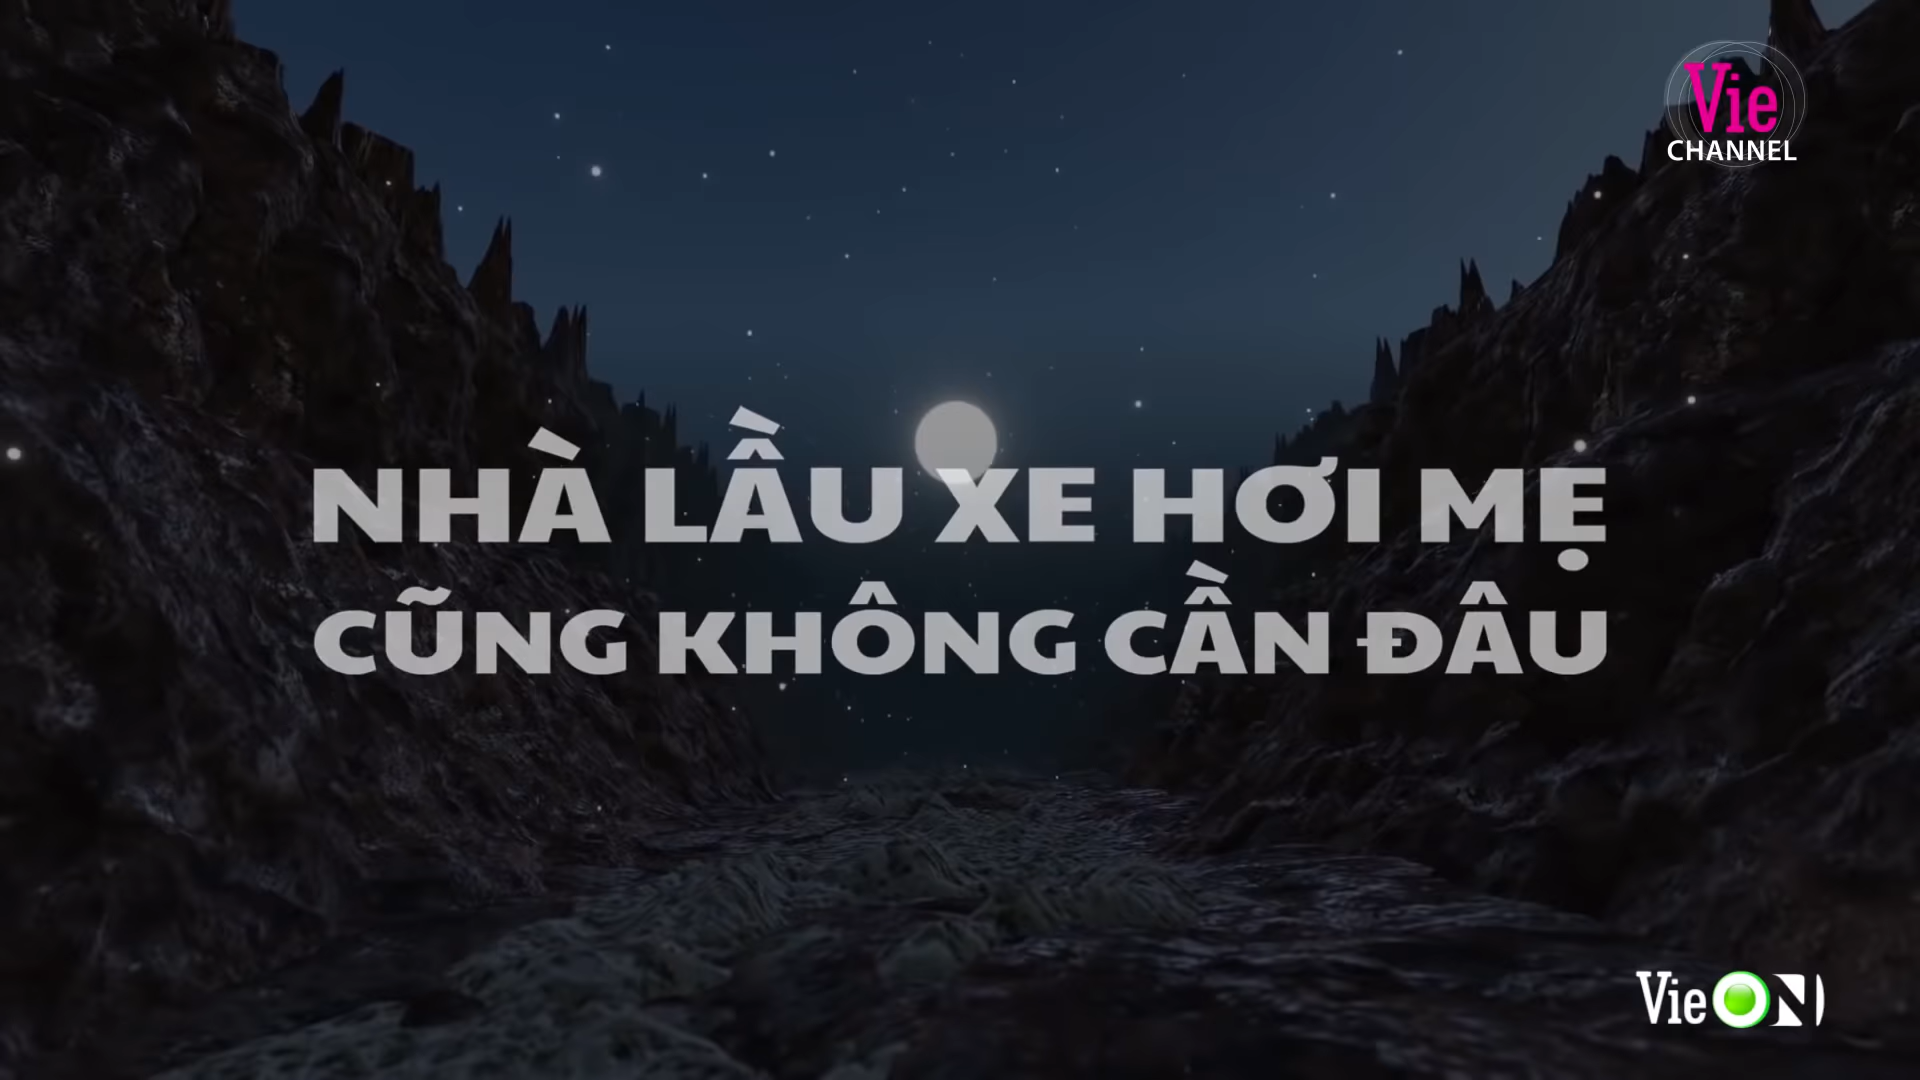 Vie
CHANNEL
NHÀ LẦU XE HƠI MẸ
CŨNG KHÔNG CẦN ĐÂU
VieON